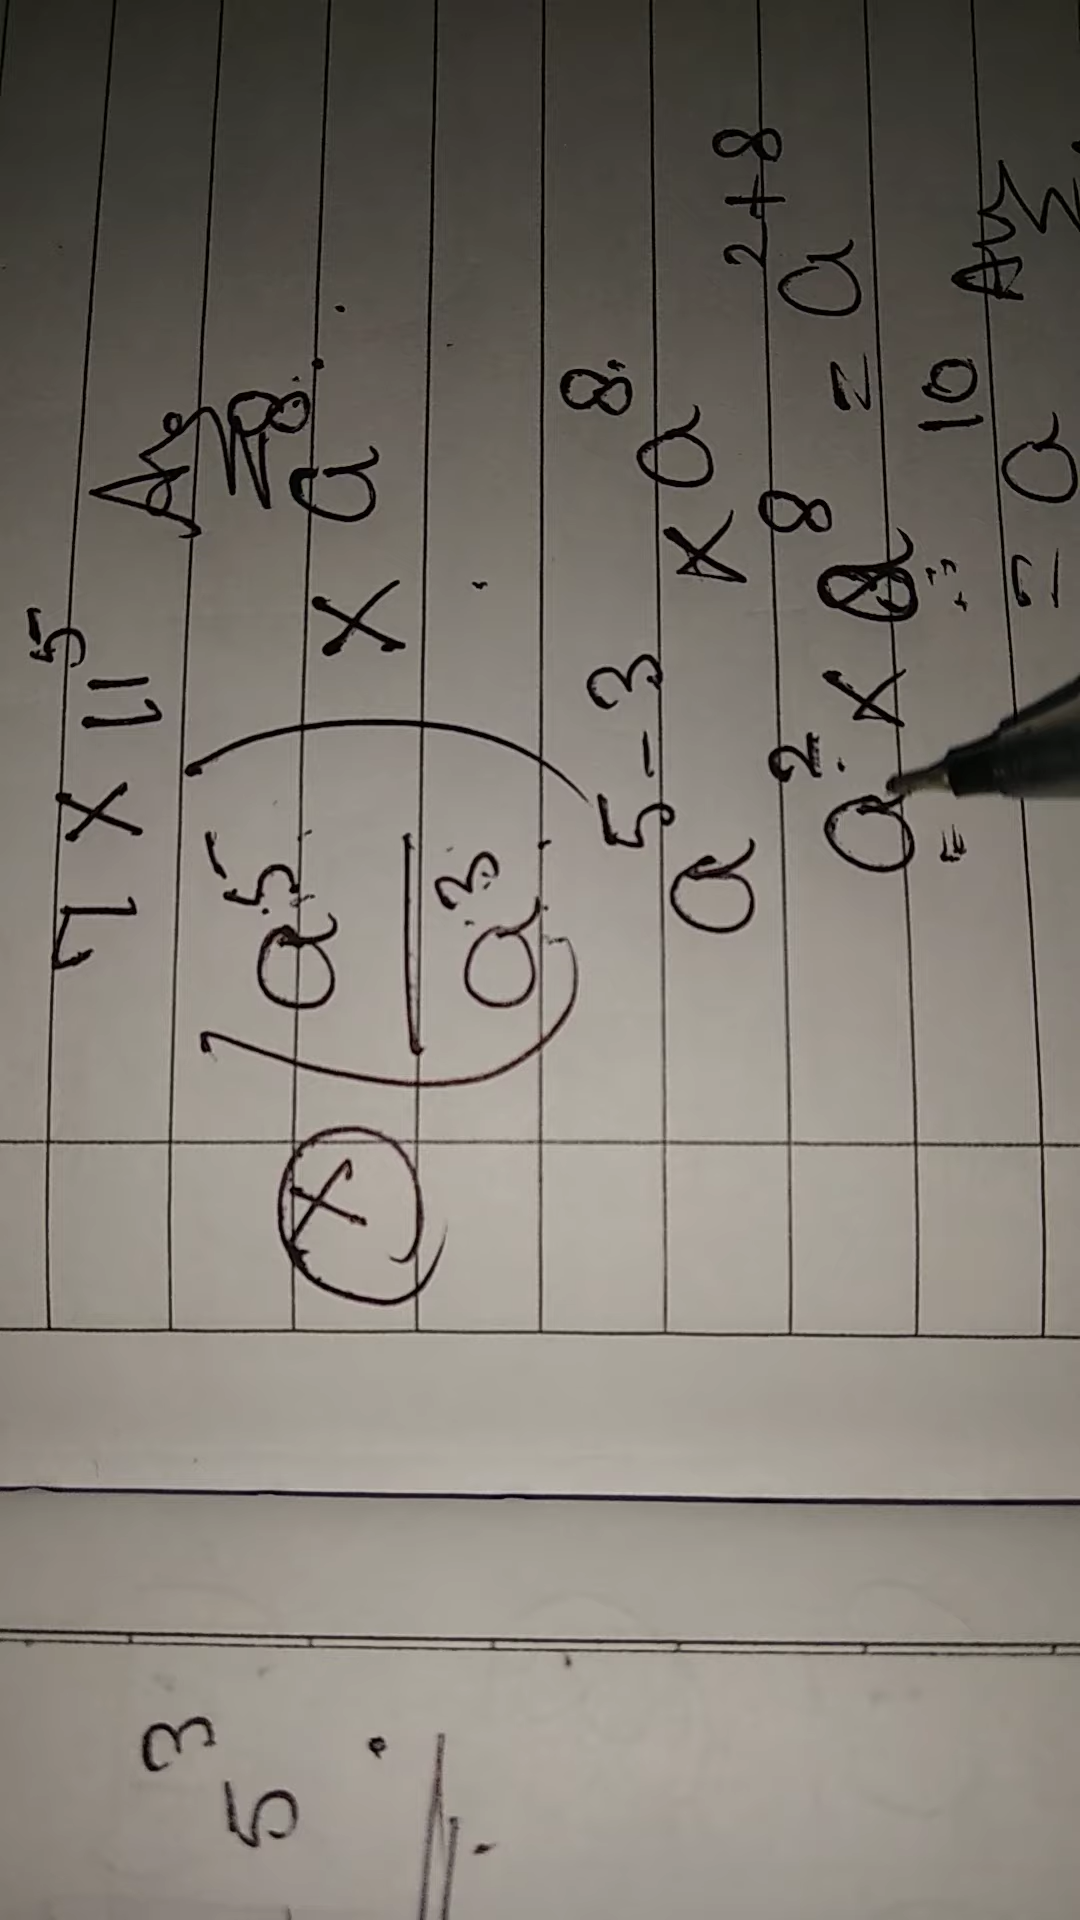 7 × 11⁵ Ans
(x) (a⁵/a³) × a⁸
a⁵⁻³ × a⁸
a² × a⁸ = a²⁺⁸
= a¹⁰ Ans
5³